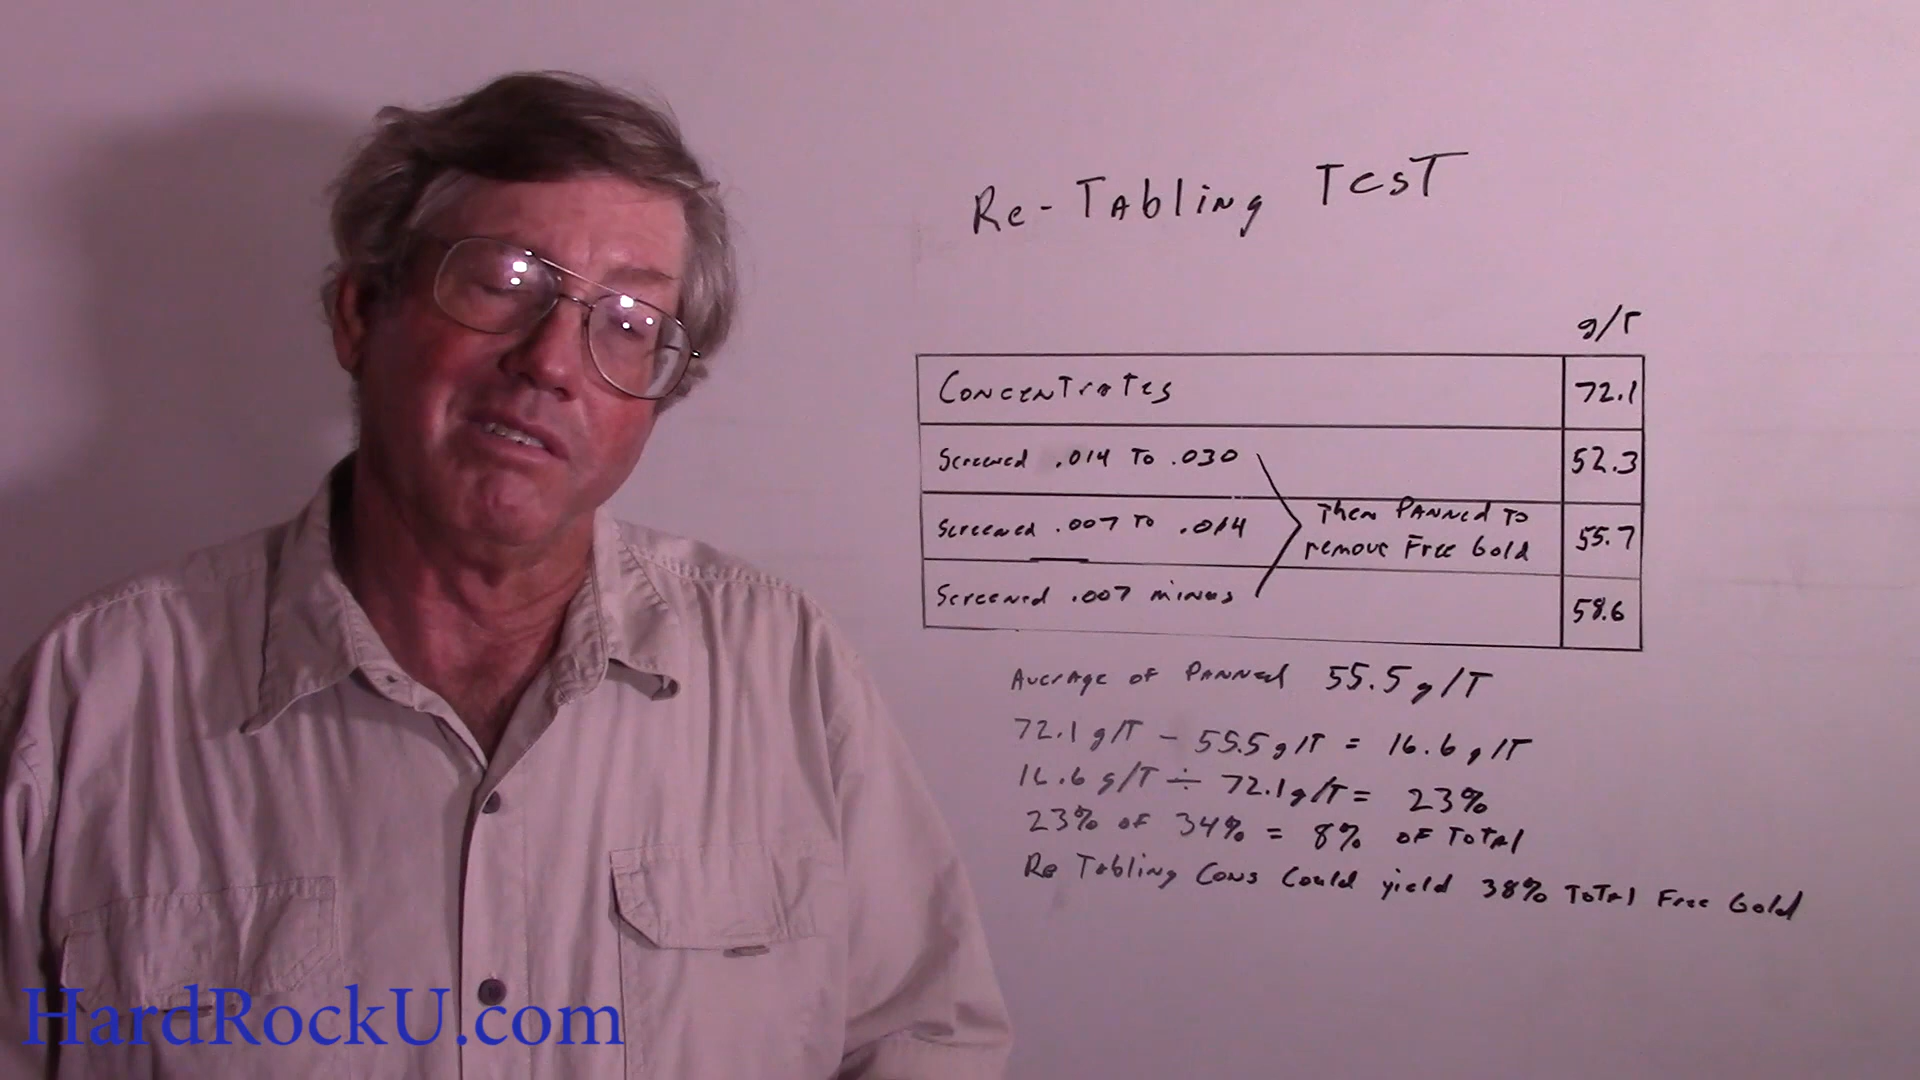 Re-Tabling Test
g/T
Concentrates 72.1
Screened .014 to .030 52.3
Screened .007 to .014 55.7
Then Panned to
remove Free Gold
Screened .007 minus 58.6
Average of Panned 55.5 g/T
72.1 g/T - 55.5 g/T = 16.6 g/T
16.6 g/T ÷ 72.1 g/T = 23%
23% of 34% = 8% of Total
Re Tabling Cons Could yield 38% Total Free Gold
HardRockU.com